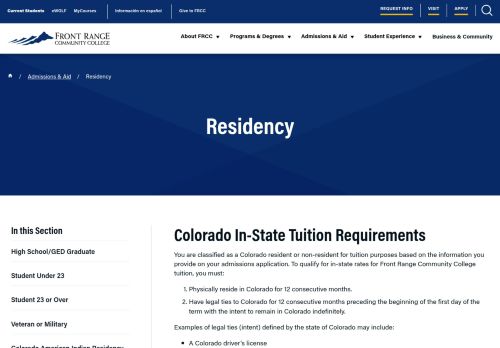 Current Students eWOLF MyCourses Información en español Give to FRCC REQUEST INFO VISIT APPLY
FRONT RANGE
COMMUNITY COLLEGE
About FRCC Programs & Degrees Admissions & Aid Student Experience Business & Community
/ Admissions & Aid / Residency
Residency
In this Section
High School/GED Graduate
Student Under 23
Student 23 or Over
Veteran or Military
Colorado American Indian Residency
Colorado In-State Tuition Requirements
You are classified as a Colorado resident or non-resident for tuition purposes based on the information you
provide on your admissions application. To qualify for in-state rates for Front Range Community College
tuition, you must:
1. Physically reside in Colorado for 12 consecutive months.
2. Have legal ties to Colorado for 12 consecutive months preceding the beginning of the first day of the
term with the intent to remain in Colorado indefinitely.
Examples of legal ties (intent) defined by the state of Colorado may include:
• A Colorado driver's license